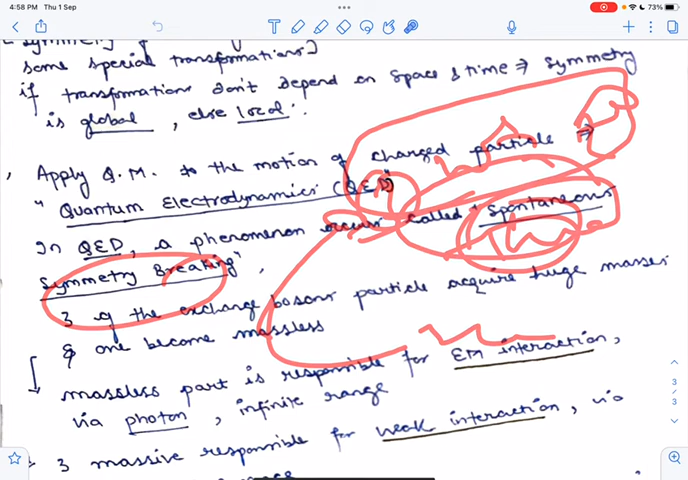 4:58 PM Thu 1 Sep
73%
[symmetry
some special transformations]
if transformations don't depend on space & time ⇒ symmetry
is global, else local.
Apply Q.M. to the motion of charged particle ⇒
"Quantum Electrodynamics (QED)"
In QED, a phenomenon occurs called "Spontaneous
Symmetry Breaking",
3 of the exchange bosons particle acquire huge masses
& one become massless
massless part is responsible for EM interaction,
via photon, infinite range
3 massive responsible for weak interaction, via
3
3